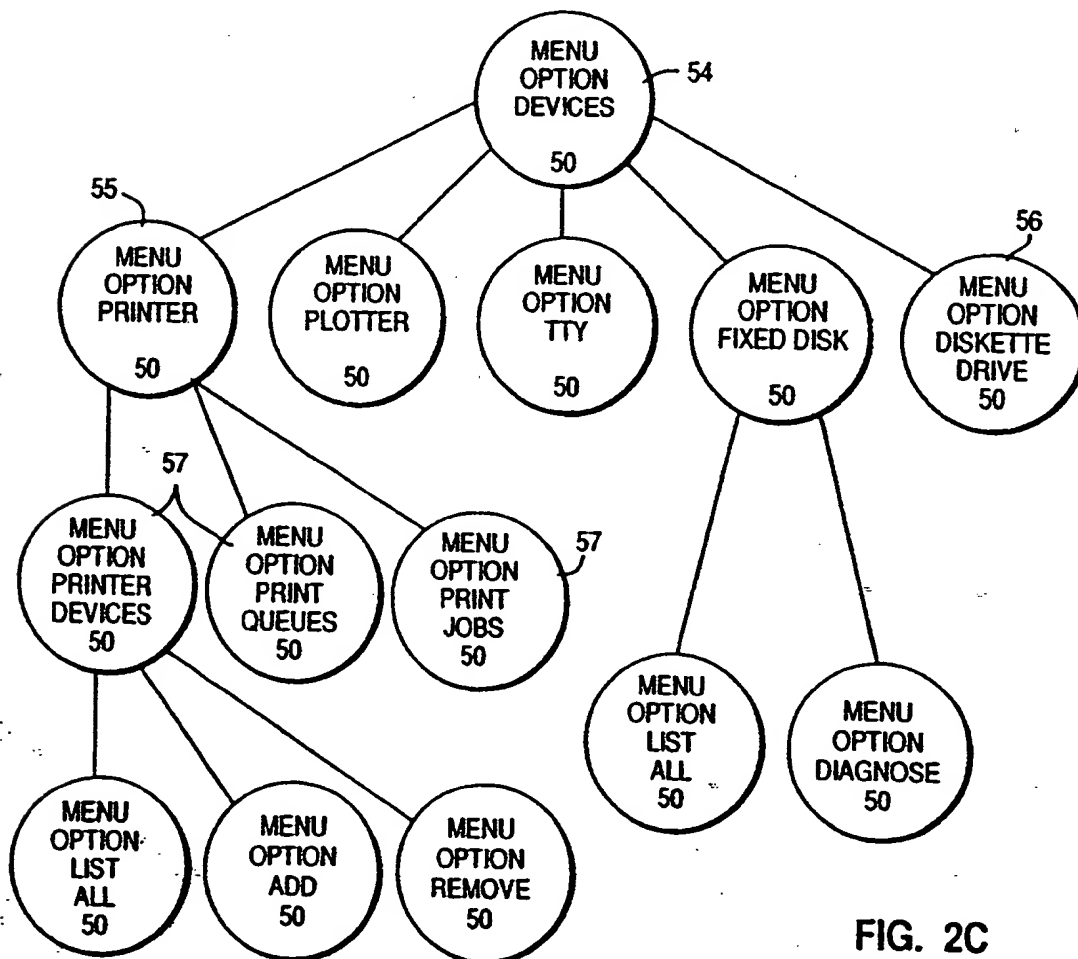 MENU
OPTION
DEVICES
50
54
55
MENU
OPTION
PRINTER
50
MENU
OPTION
PLOTTER
50
MENU
OPTION
TTY
50
MENU
OPTION
FIXED DISK
50
56
MENU
OPTION
DISKETTE
DRIVE
50
57
MENU
OPTION
PRINTER
DEVICES
50
MENU
OPTION
PRINT
QUEUES
50
MENU
OPTION
PRINT
JOBS
50
57
MENU
OPTION
LIST
ALL
50
MENU
OPTION
DIAGNOSE
50
MENU
OPTION
LIST
ALL
50
MENU
OPTION
ADD
50
MENU
OPTION
REMOVE
50
FIG. 2C